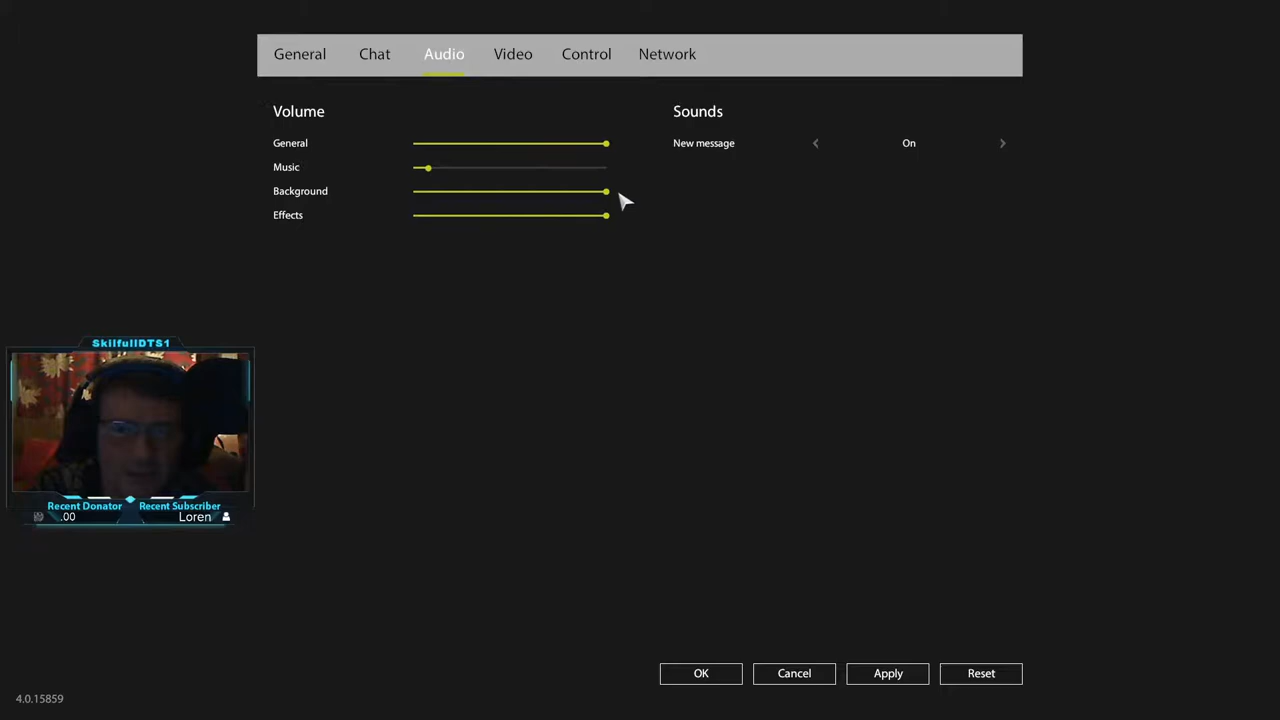 General Chat Audio Video Control Network
Volume
General
Music
Background
Effects
Sounds
New message On
SkilfullDTS1
Recent Donator Recent Subscriber
.00 Loren
OK Cancel Apply Reset
4.0.15859